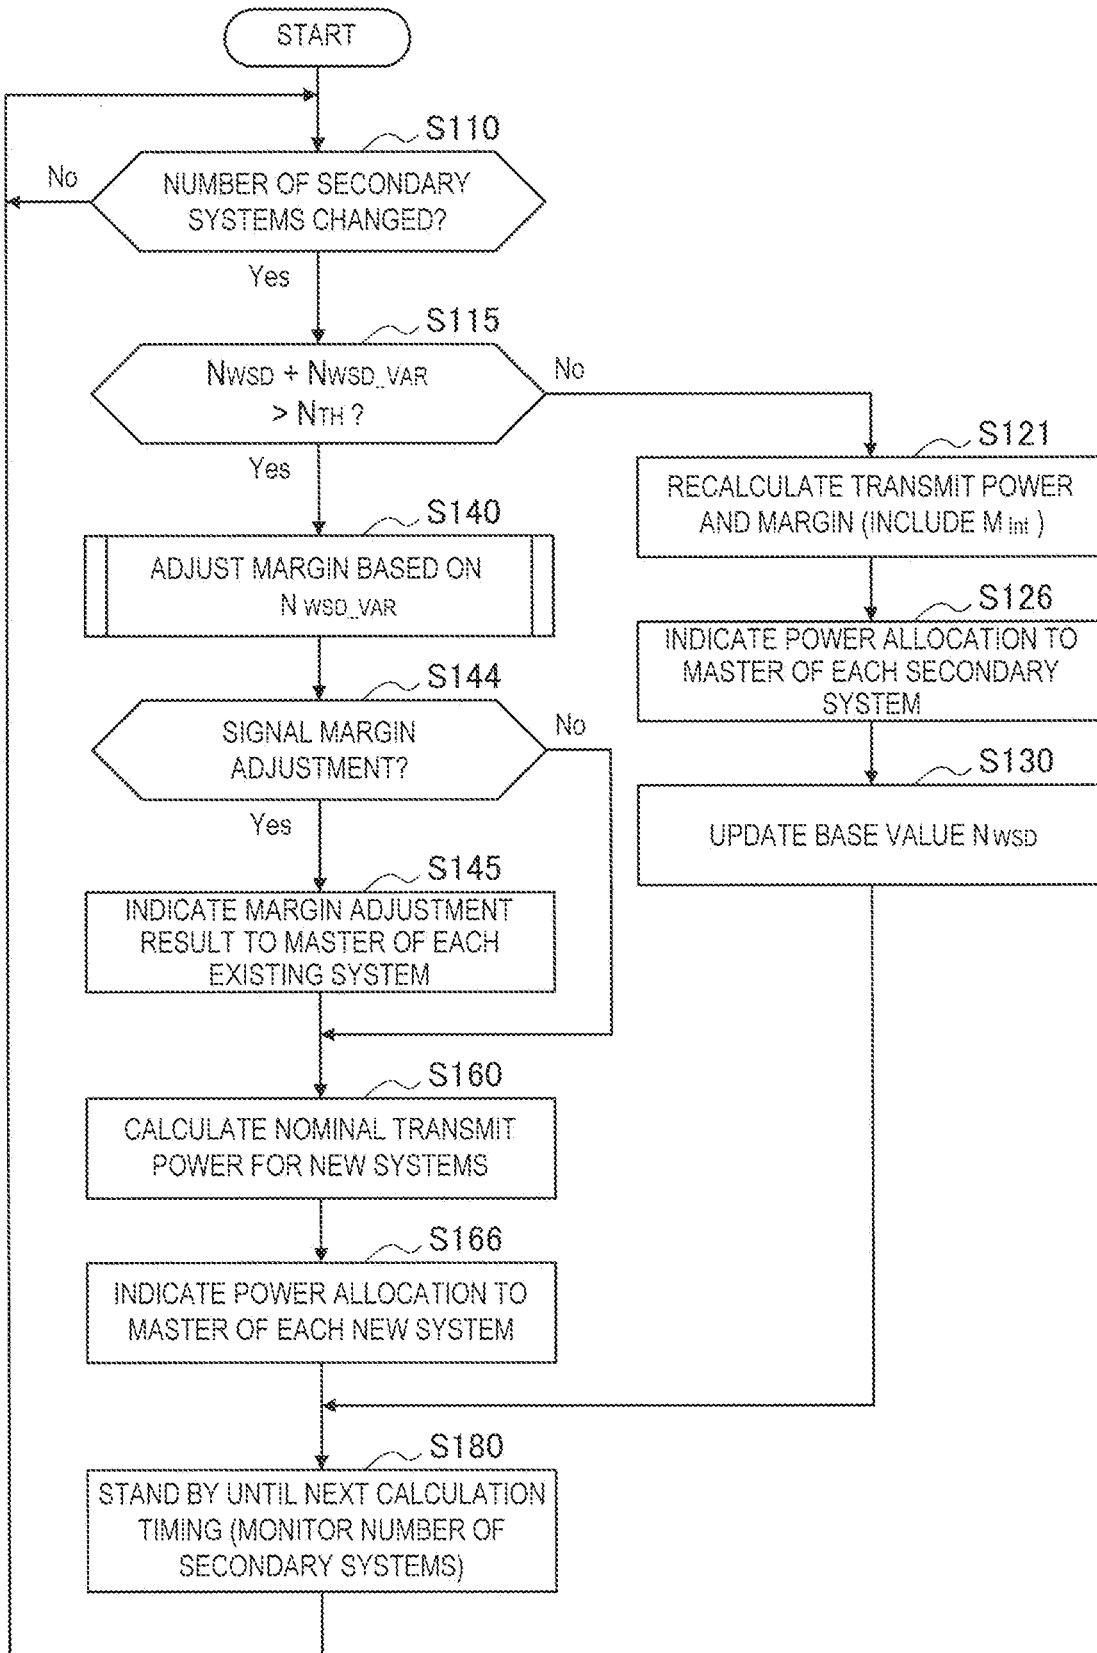 START
S110
No
NUMBER OF SECONDARY
SYSTEMS CHANGED?
Yes
S115
NWSD + NWSD_VAR
> NTH ?
No
Yes
S121
RECALCULATE TRANSMIT POWER
AND MARGIN (INCLUDE M int )
S140
ADJUST MARGIN BASED ON
N WSD_VAR
S126
INDICATE POWER ALLOCATION TO
MASTER OF EACH SECONDARY
SYSTEM
S144
SIGNAL MARGIN
ADJUSTMENT?
No
Yes
S130
UPDATE BASE VALUE N WSD
S145
INDICATE MARGIN ADJUSTMENT
RESULT TO MASTER OF EACH
EXISTING SYSTEM
S160
CALCULATE NOMINAL TRANSMIT
POWER FOR NEW SYSTEMS
S166
INDICATE POWER ALLOCATION TO
MASTER OF EACH NEW SYSTEM
S180
STAND BY UNTIL NEXT CALCULATION
TIMING (MONITOR NUMBER OF
SECONDARY SYSTEMS)